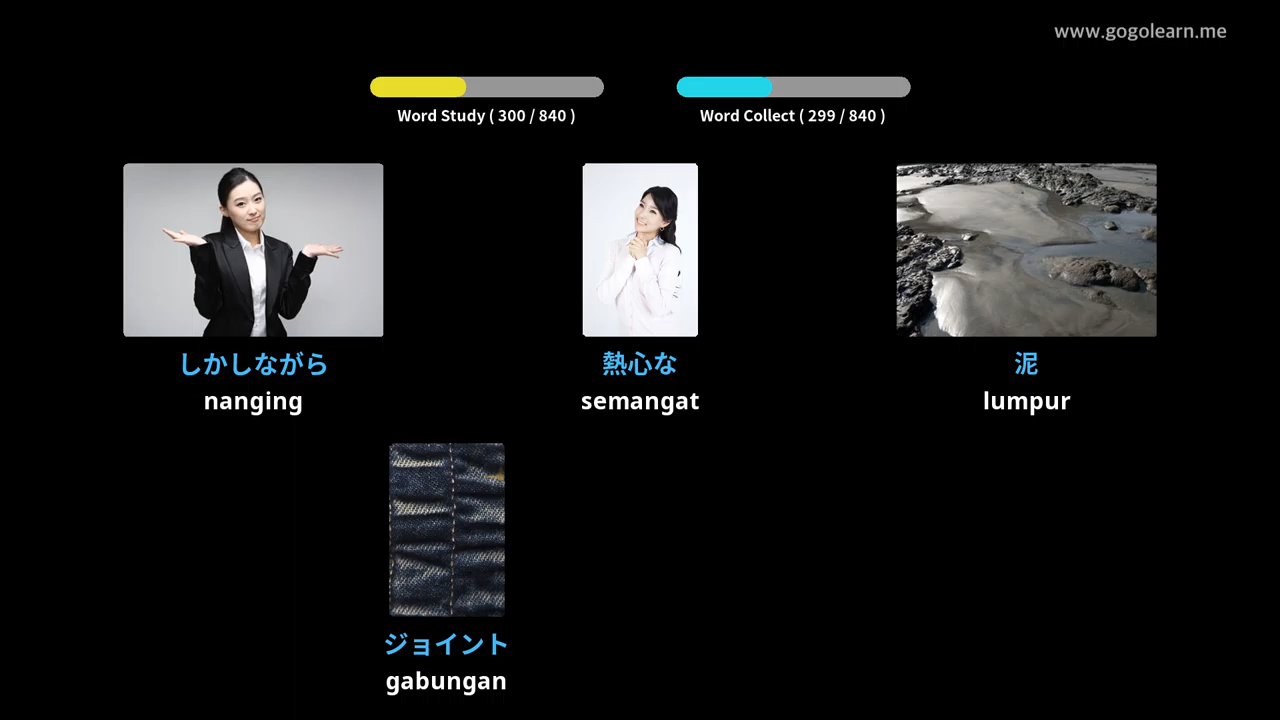 www.gogolearn.me
Word Study ( 300 / 840 )
Word Collect ( 299 / 840 )
しかしながら
nanging
熱心な
semangat
泥
lumpur
ジョイント
gabungan